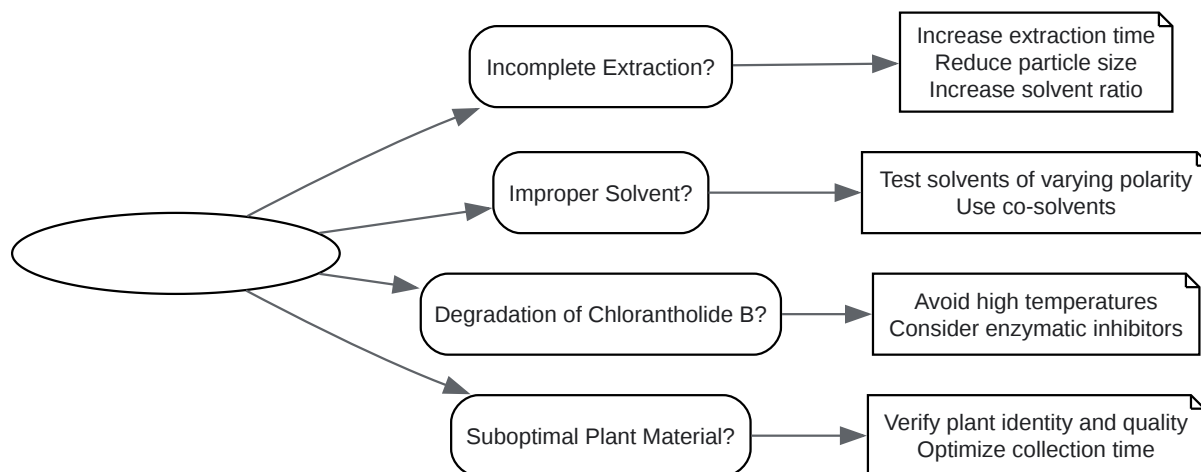 Incomplete Extraction?
Increase extraction time
Reduce particle size
Increase solvent ratio
Improper Solvent?
Test solvents of varying polarity
Use co-solvents
Degradation of Chlorantholide B?
Avoid high temperatures
Consider enzymatic inhibitors
Suboptimal Plant Material?
Verify plant identity and quality
Optimize collection time